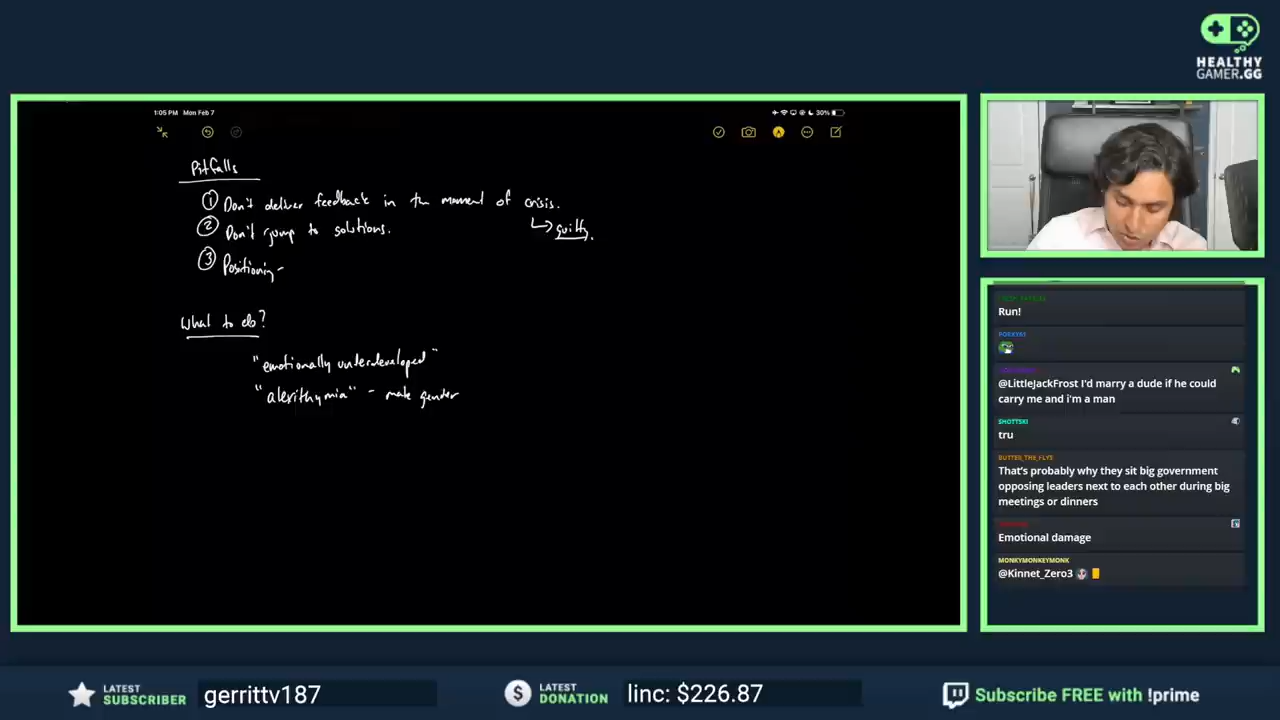 HEALTHY
GAMER.GG
1:05 PM Mon Feb 7
30%
Pitfalls
① Don't deliver feedback in the moment of crisis.
↳ guilty.
② Don't jump to solutions.
③ Positioning -
What to do?
"emotionally underdeveloped"
"alexithymia" - male gender
Run!
@LittleJackFrost I'd marry a dude if he could
carry me and i'm a man
SHOTTSKI
tru
That's probably why they sit big government
opposing leaders next to each other during big
meetings or dinners
Emotional damage
MONKYMONKEYMONK
@Kinnet_Zero3
LATEST
SUBSCRIBER
gerrittv187
LATEST
DONATION
linc: $226.87
Subscribe FREE with !prime